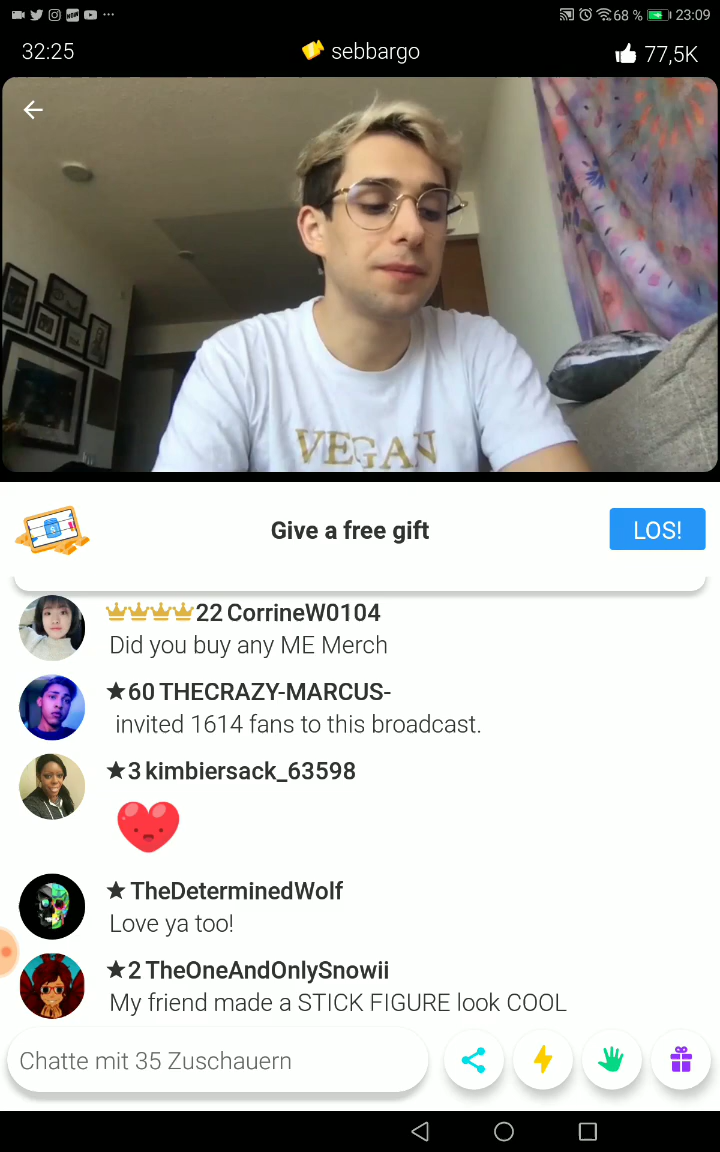 68 % 23:09
32:25 sebbargo 77,5K
VEGAN
Give a free gift LOS!
22 CorrineW0104
Did you buy any ME Merch
60 THECRAZY-MARCUS-
invited 1614 fans to this broadcast.
3 kimbiersack_63598
TheDeterminedWolf
Love ya too!
2 TheOneAndOnlySnowii
My friend made a STICK FIGURE look COOL
Chatte mit 35 Zuschauern